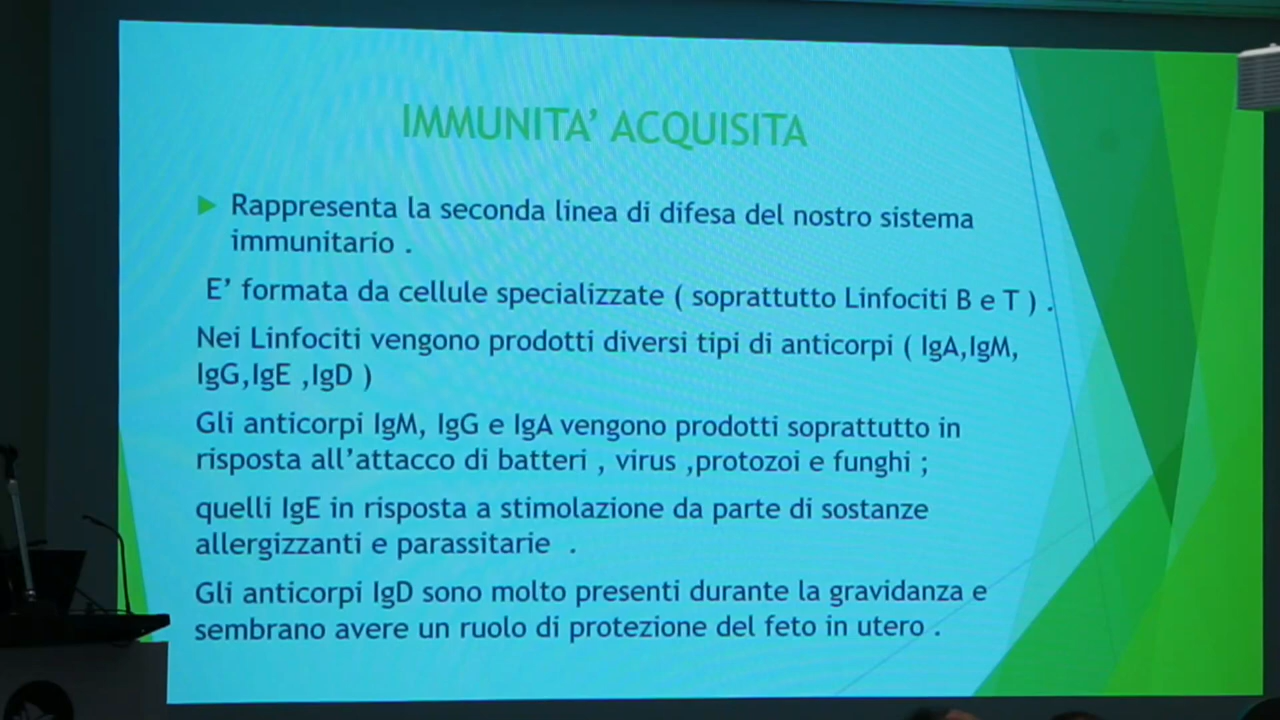 IMMUNITA' ACQUISITA
Rappresenta la seconda linea di difesa del nostro sistema
immunitario .
E' formata da cellule specializzate ( soprattutto Linfociti B e T ) .
Nei Linfociti vengono prodotti diversi tipi di anticorpi ( IgA,IgM,
IgG,IgE ,IgD )
Gli anticorpi IgM, IgG e IgA vengono prodotti soprattutto in
risposta all'attacco di batteri , virus ,protozoi e funghi ;
quelli IgE in risposta a stimolazione da parte di sostanze
allergizzanti e parassitarie .
Gli anticorpi IgD sono molto presenti durante la gravidanza e
sembrano avere un ruolo di protezione del feto in utero .